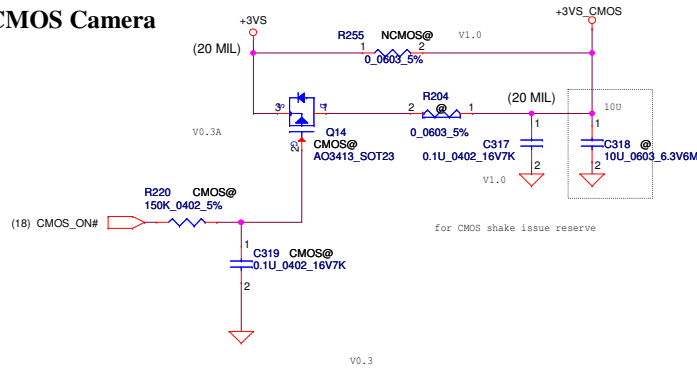 CMOS Camera
+3VS
+3VS_CMOS
R255 NCMOS@ V1.0
(20 MIL)
1 2
0_0603_5%
R204
(20 MIL)
10U
3 S D 1
2 @ 1
V0.3A
Q14
0_0603_5%
G 2
CMOS@
AO3413_SOT23
1
C317
0.1U_0402_16V7K
2
1
C318 @
10U_0603_6.3V6M
2
V1.0
R220 CMOS@
150K_0402_5%
(18) CMOS_ON#
for CMOS shake issue reserve
1
C319 CMOS@
0.1U_0402_16V7K
2
V0.3